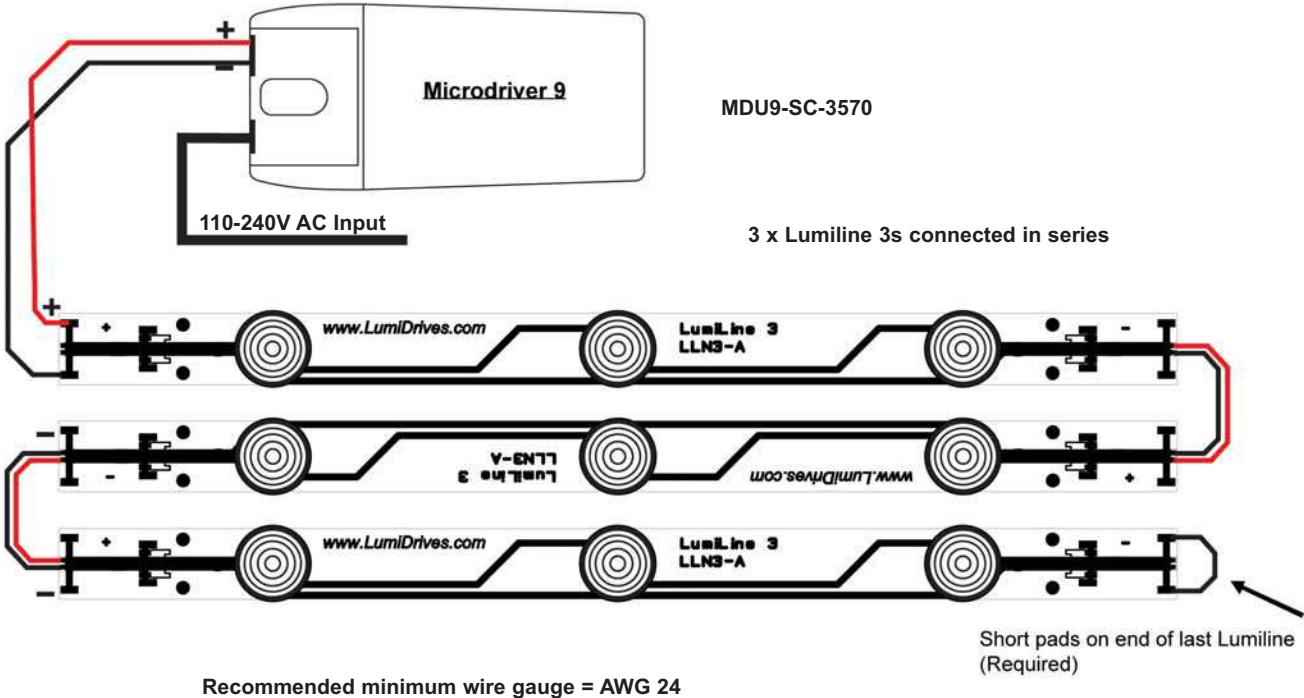 +
-
Microdriver 9
MDU9-SC-3570
110-240V AC Input
3 x Lumiline 3s connected in series
+
+
www.LumiDrives.com
LumiLine 3
LLN3-A
-
-
-
LumiLine 3
LLN3-A
www.LumiDrives.com
+
+
-
www.LumiDrives.com
LumiLine 3
LLN3-A
-
Short pads on end of last Lumiline
(Required)
Recommended minimum wire gauge = AWG 24